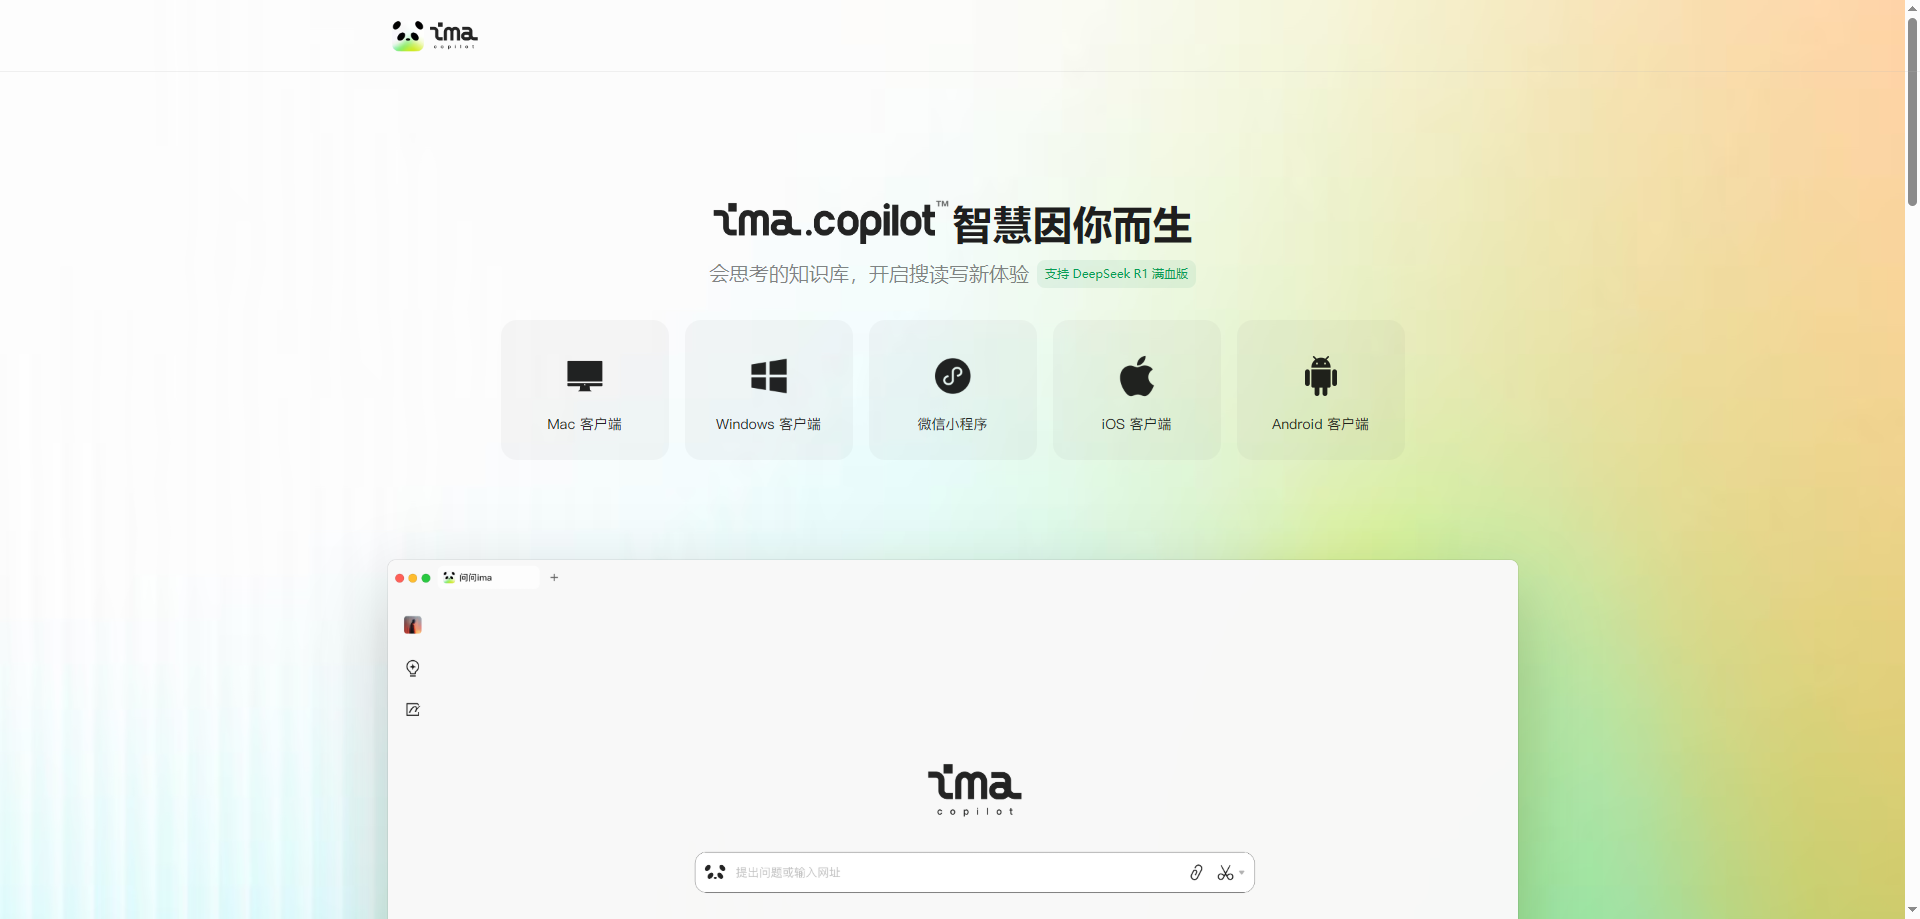 ima
copilot
ima.copilot™ 智慧因你而生
会思考的知识库，开启搜读写新体验 支持 DeepSeek R1 满血版
Mac 客户端
Windows 客户端
微信小程序
iOS 客户端
Android 客户端
问问ima
ima
copilot
提出问题或输入网址